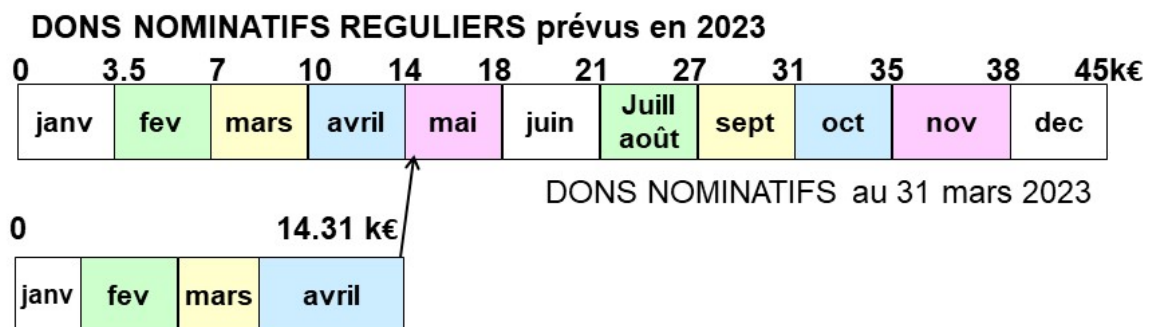 DONS NOMINATIFS REGULIERS prévus en 2023
0 3.5 7 10 14 18 21 27 31 35 38 45k€
janv fev mars avril mai juin Juill août sept oct nov dec
DONS NOMINATIFS au 31 mars 2023
0 14.31 k€
janv fev mars avril